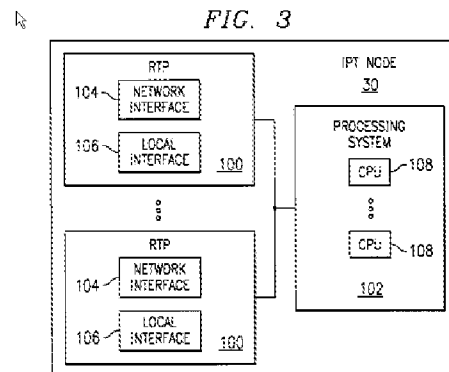 FIG. 3
RTP
104
NETWORK
INTERFACE
106
LOCAL
INTERFACE
100
RTP
104
NETWORK
INTERFACE
106
LOCAL
INTERFACE
100
IPT NODE
30
PROCESSING
SYSTEM
CPU
108
CPU
108
102